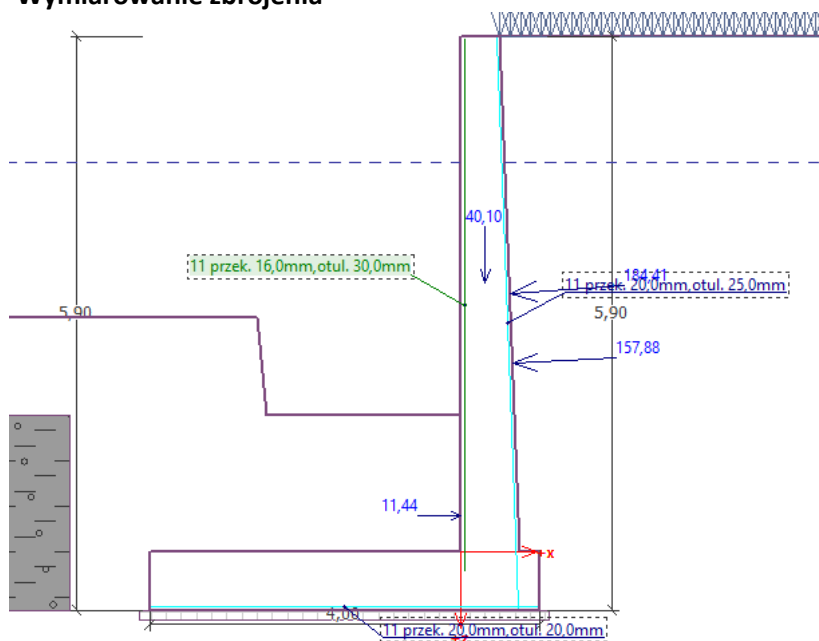 Wymiarowanie zbrojenia
40,10
11 przek. 16,0mm,otul. 30,0mm
184,41
11 przek. 20,0mm,otul. 25,0mm
5,90
5,90
157,88
11,44
x
4,00
11 przek. 20,0mm,otul. 20,0mm